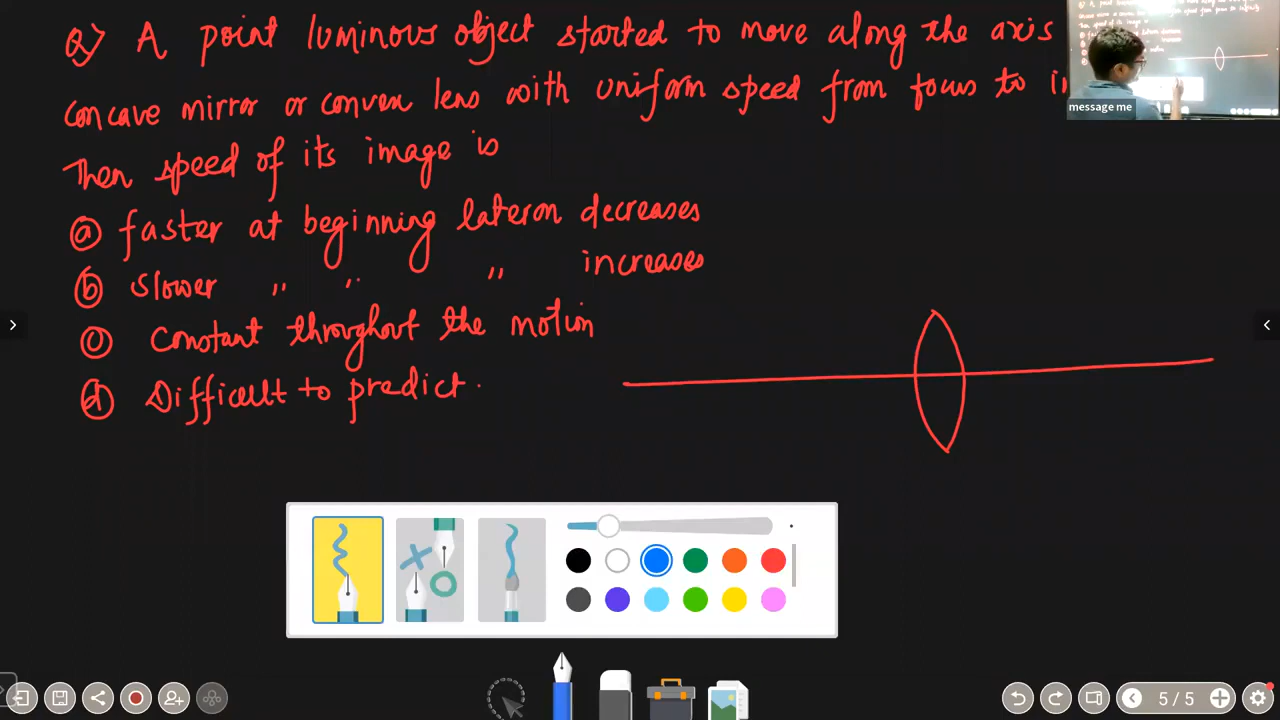 Q) A point luminous object started to move along the axis
concave mirror or convex lens with uniform speed from focus to
Then speed of its image is
ⓐ faster at beginning lateron decreases
ⓑ slower " " " increases
ⓒ Constant throughout the motion
ⓓ Difficult to predict.
message me
5/5